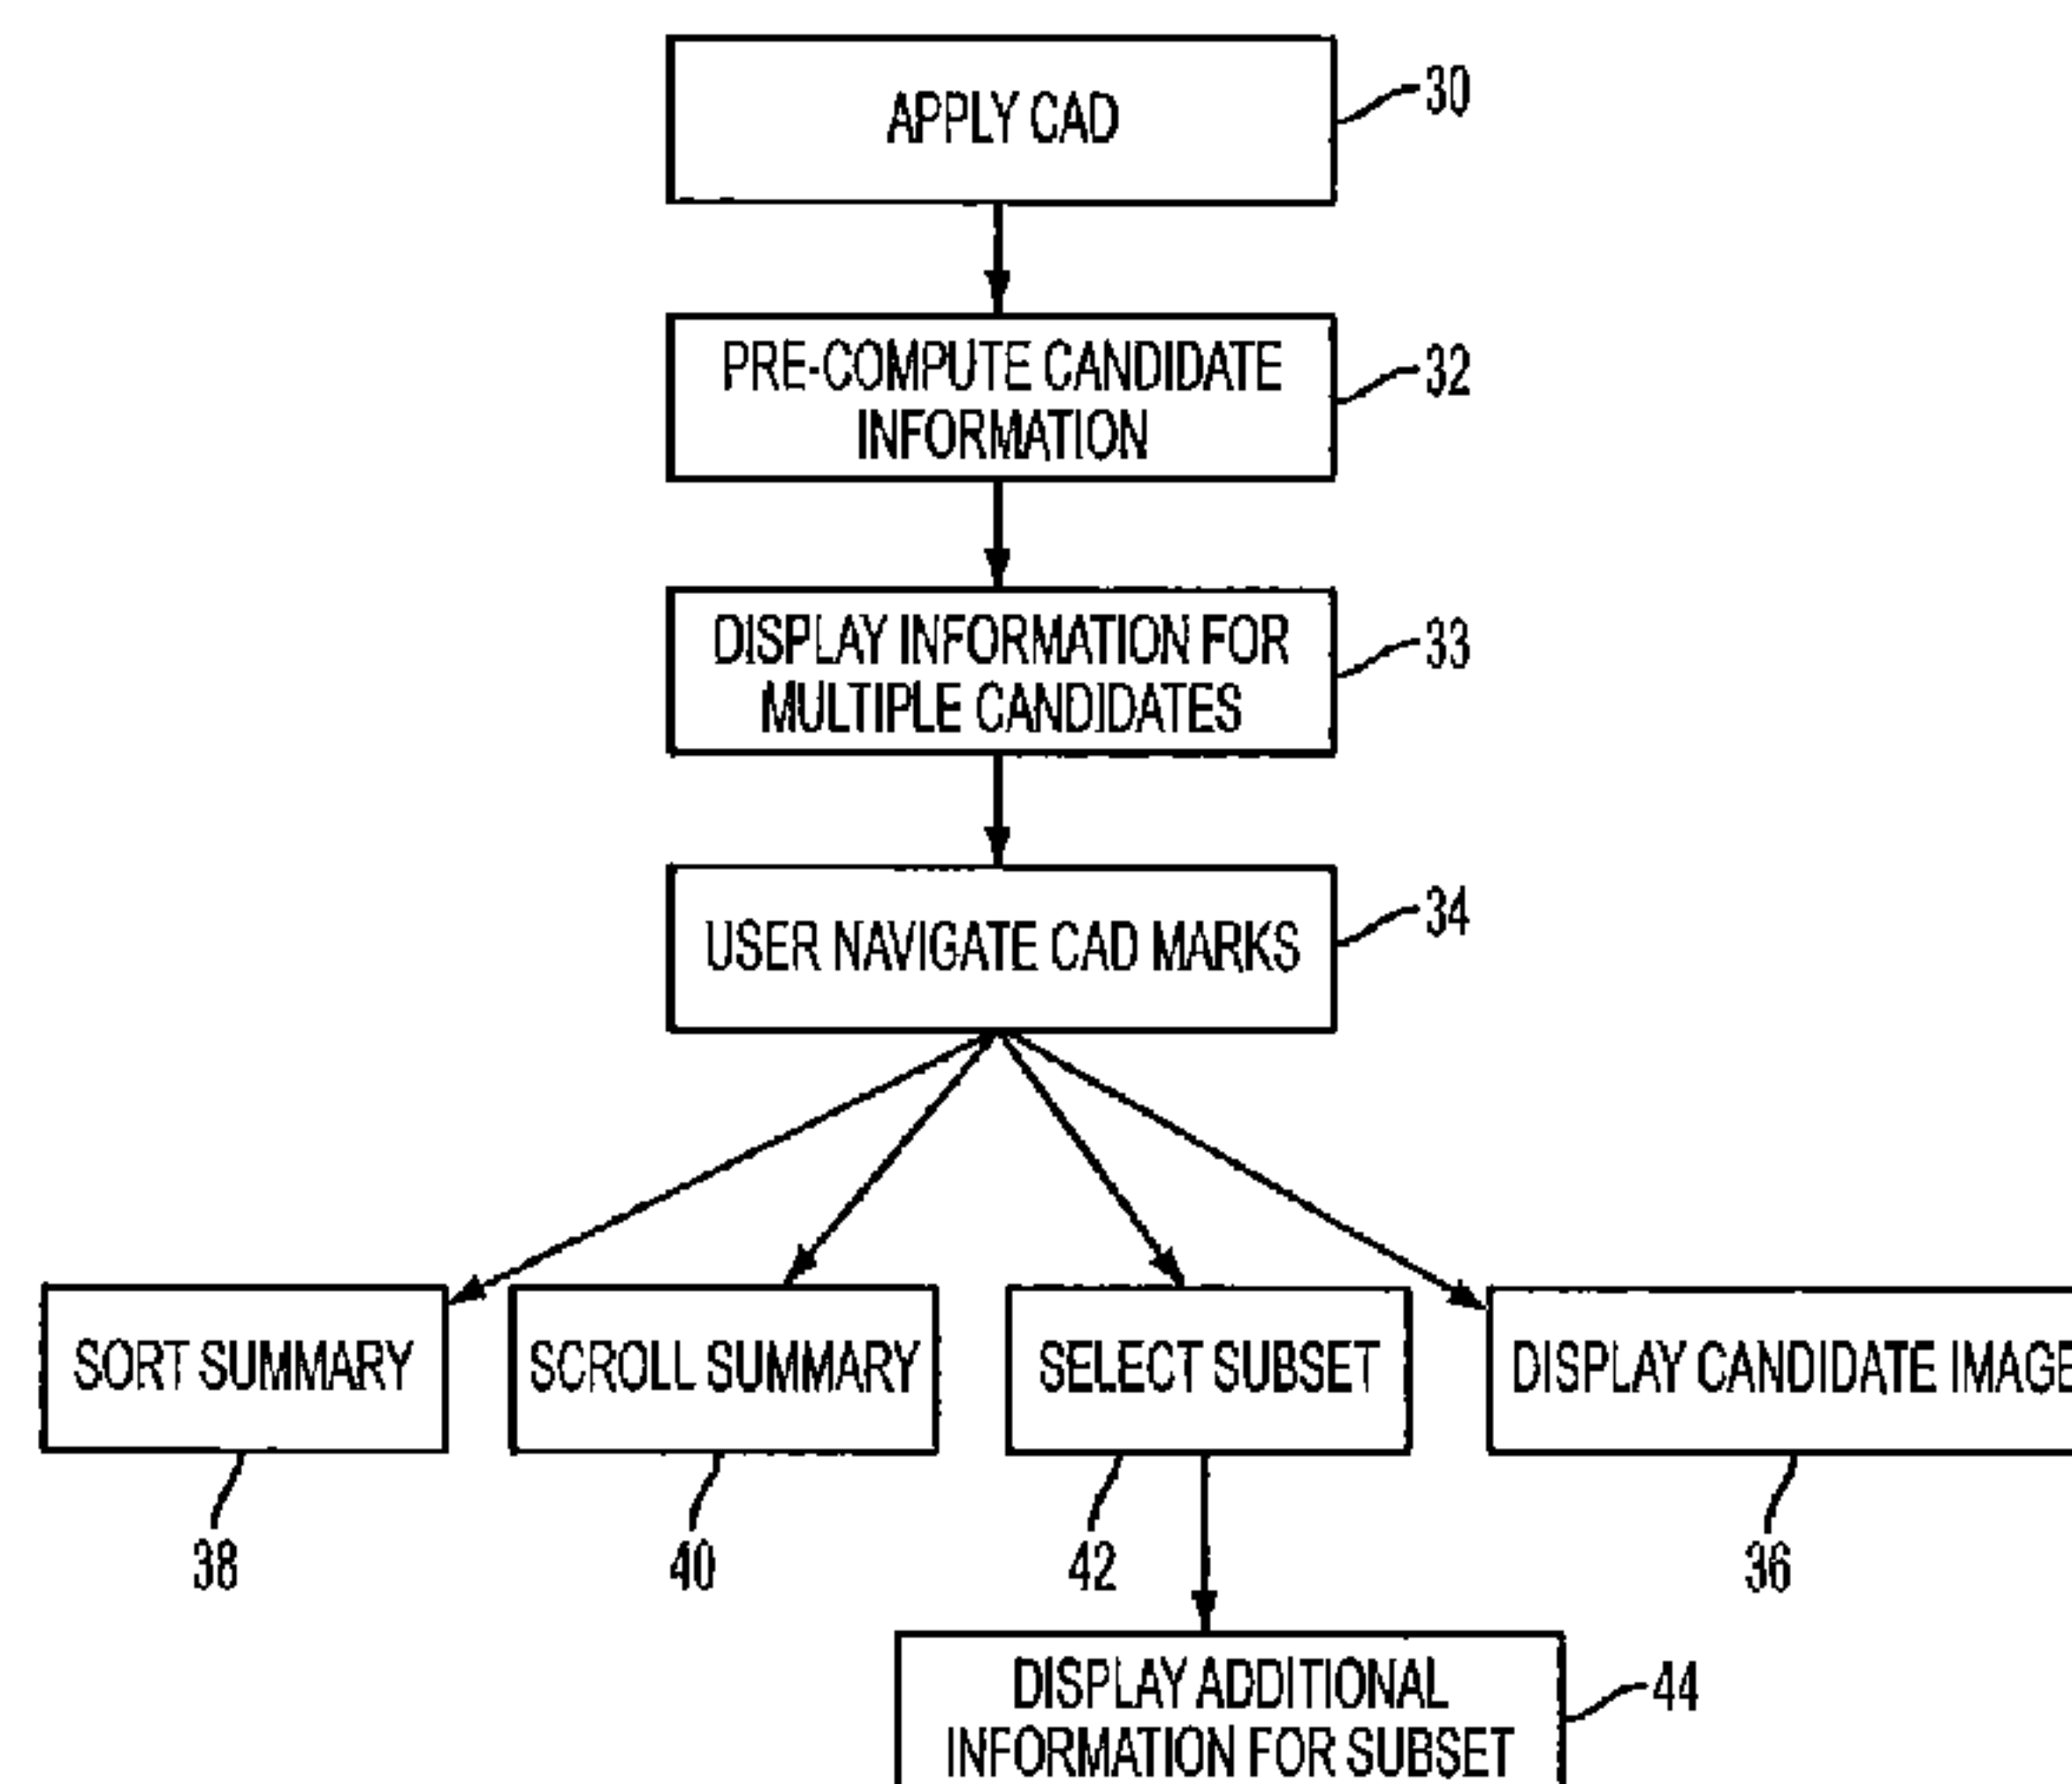 APPLY CAD
30
PRE-COMPUTE CANDIDATE
INFORMATION
32
DISPLAY INFORMATION FOR
MULTIPLE CANDIDATES
33
USER NAVIGATE CAD MARKS
34
SORT SUMMARY
SCROLL SUMMARY
SELECT SUBSET
DISPLAY CANDIDATE IMAGE
38
40
42
36
DISPLAY ADDITIONAL
INFORMATION FOR SUBSET
44